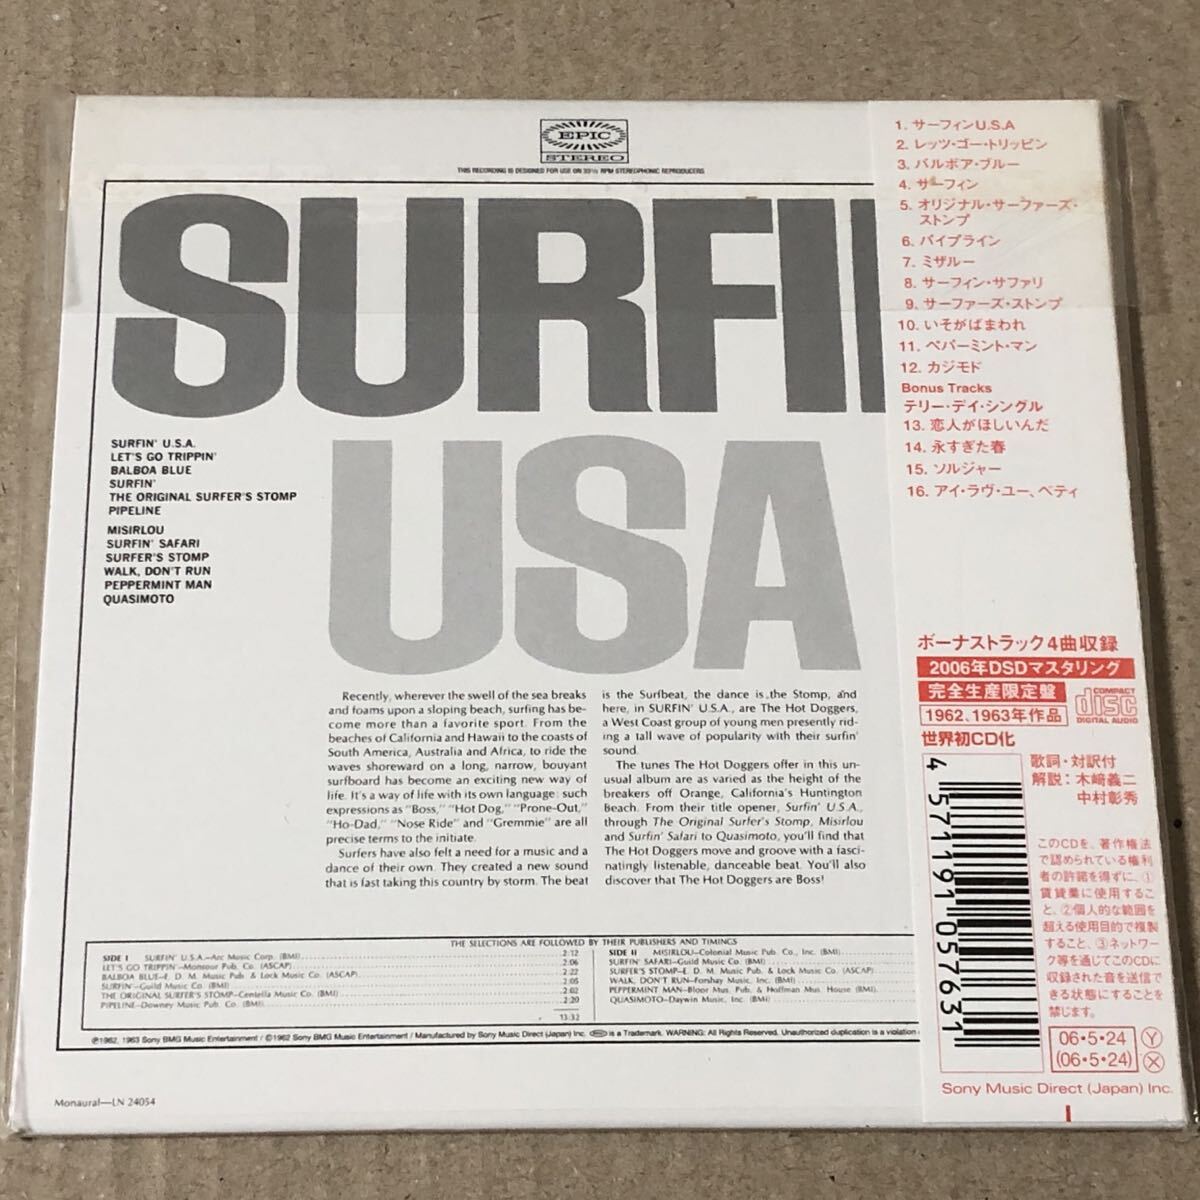 EPIC
STEREO
THIS RECORDING IS DESIGNED FOR USE ON 33⅓ RPM STEREOPHONIC REPRODUCERS
SURFI
USA
SURFIN' U.S.A.
LET'S GO TRIPPIN'
BALBOA BLUE
SURFIN'
THE ORIGINAL SURFER'S STOMP
PIPELINE
MISIRLOU
SURFIN' SAFARI
SURFER'S STOMP
WALK, DON'T RUN
PEPPERMINT MAN
QUASIMOTO
Recently, wherever the swell of the sea breaks
and foams upon a sloping beach, surfing has be-
come more than a favorite sport. From the
beaches of California and Hawaii to the coasts of
South America, Australia and Africa, to ride the
waves shoreward on a long, narrow, bouyant
surfboard has become an exciting new way of
life. It's a way of life with its own language: such
expressions as "Boss," "Hot Dog," "Prone-Out,"
"Ho-Dad," "Nose Ride" and "Gremmie" are all
precise terms to the initiate.
Surfers have also felt a need for a music and a
dance of their own. They created a new sound
that is fast taking this country by storm. The beat
is the Surfbeat, the dance is the Stomp, and
here, in SURFIN' U.S.A., are The Hot Doggers,
a West Coast group of young men presently rid-
ing a tall wave of popularity with their surfin'
sound.
The tunes The Hot Doggers offer in this un-
usual album are as varied as the height of the
breakers off Orange, California's Huntington
Beach. From their title opener, Surfin' U.S.A.,
through The Original Surfer's Stomp, Misirlou
and Surfin' Safari to Quasimoto, you'll find that
The Hot Doggers move and groove with a fasci-
natingly listenable, danceable beat. You'll also
discover that The Hot Doggers are Boss!
THE SELECTIONS ARE FOLLOWED BY THEIR PUBLISHERS AND TIMINGS
SIDE I SURFIN' U.S.A.—Arc Music Corp. (BMI) 2:12
LET'S GO TRIPPIN'—Monsour Pub. Co. (ASCAP) 2:06
BALBOA BLUE—E. D. M. Music Pub. & Lock Music Co. (ASCAP) 2:22
SURFIN'—Guild Music Co. (BMI) 2:05
THE ORIGINAL SURFER'S STOMP—Centella Music Co. (BMI) 2:02
PIPELINE—Downey Music Pub. Co. (BMI) 2:20
13:32
SIDE II MISIRLOU—Colonial Music Pub. Co., Inc. (BMI)
SURFIN' SAFARI—Guild Music Co. (BMI)
SURFER'S STOMP—E. D. M. Music Pub. & Lock Music Co. (ASCAP)
WALK, DON'T RUN—Forshay Music, Inc. (BMI)
PEPPERMINT MAN—Bloor Mus. Pub. & Hoffman Mus. House (BMI)
QUASIMOTO—Daywin Music, Inc. (BMI)
℗1962, 1963 Sony BMG Music Entertainment / ©1962 Sony BMG Music Entertainment / Manufactured by Sony Music Direct (Japan) Inc. EPIC is a Trademark. WARNING: All Rights Reserved. Unauthorized duplication is a violation
Monaural—LN 24054
1. サーフィンU.S.A
2. レッツ・ゴー・トリッピン
3. バルボア・ブルー
4. サーフィン
5. オリジナル・サーファーズ・
ストンプ
6. パイプライン
7. ミザルー
8. サーフィン・サファリ
9. サーファーズ・ストンプ
10. いそがばまわれ
11. ペパーミント・マン
12. カジモド
Bonus Tracks
テリー・デイ・シングル
13. 恋人がほしいんだ
14. 永すぎた春
15. ソルジャー
16. アイ・ラヴ・ユー、ベティ
ボーナストラック4曲収録
2006年DSDマスタリング
完全生産限定盤
1962、1963年作品
COMPACT
disc
DIGITAL AUDIO
世界初CD化
歌詞・対訳付
解説：木﨑義二
中村彰秀
4 571191 057631
このCDを、著作権法
で認められている権利
者の許諾を得ずに、①
賃貸業に使用するこ
と、②個人的な範囲を
超える使用目的で複製
すること、③ネットワー
ク等を通じてこのCDに
収録された音を送信で
きる状態にすることを
禁じます。
06・5・24 Y
(06・5・24) X
Sony Music Direct (Japan) Inc.